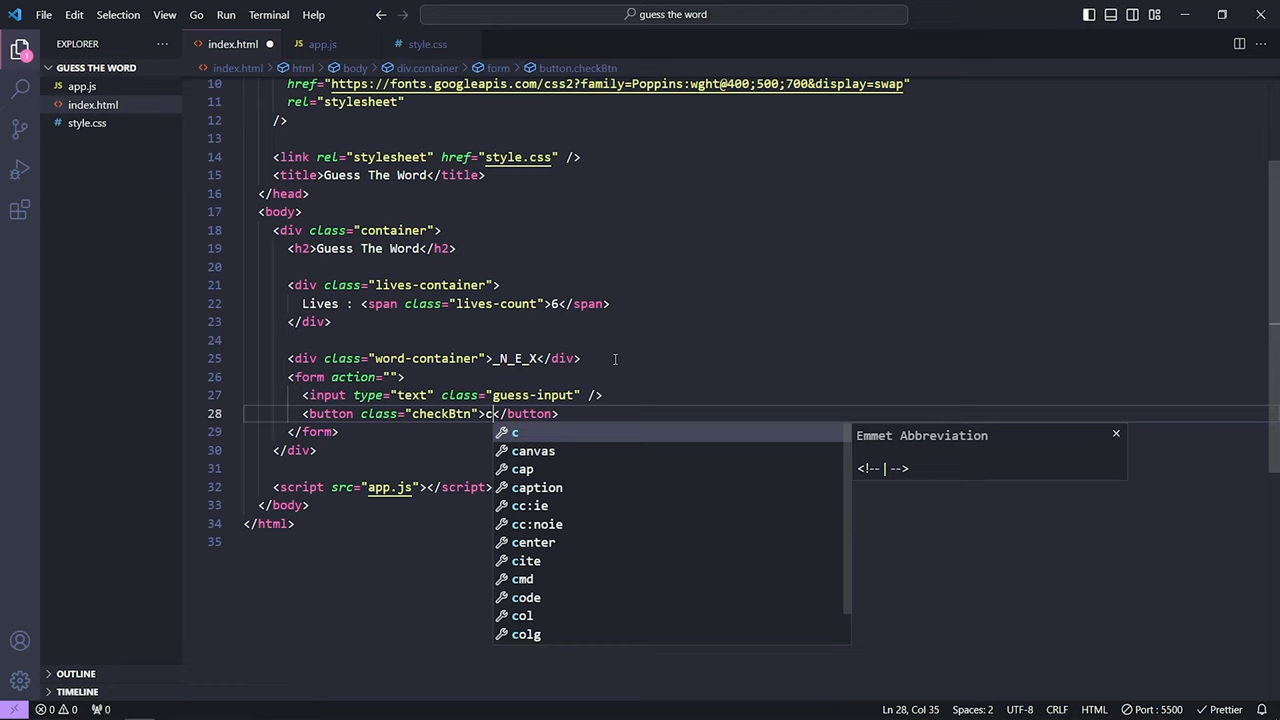 File Edit Selection View Go Run Terminal Help
guess the word
EXPLORER
index.html
app.js
style.css
GUESS THE WORD
app.js
index.html
style.css
index.html > html > body > div.container > form > button.checkBtn
10 href="https://fonts.googleapis.com/css2?family=Poppins:wght@400;500;700&display=swap"
11 rel="stylesheet"
12 />
13
14 <link rel="stylesheet" href="style.css" />
15 <title>Guess The Word</title>
16 </head>
17 <body>
18 <div class="container">
19 <h2>Guess The Word</h2>
20
21 <div class="lives-container">
22 Lives : <span class="lives-count">6</span>
23 </div>
24
25 <div class="word-container">_N_E_X</div>
26 <form action="">
27 <input type="text" class="guess-input" />
28 <button class="checkBtn">c</button>
29 </form>
30 </div>
31
32 <script src="app.js"></script>
33 </body>
34 </html>
35
c
canvas
cap
caption
cc:ie
cc:noie
center
cite
cmd
code
col
colg
Emmet Abbreviation
<!-- | -->
OUTLINE
TIMELINE
1
0 0 0
Ln 28, Col 35 Spaces: 2 UTF-8 CRLF HTML Port : 5500 Prettier